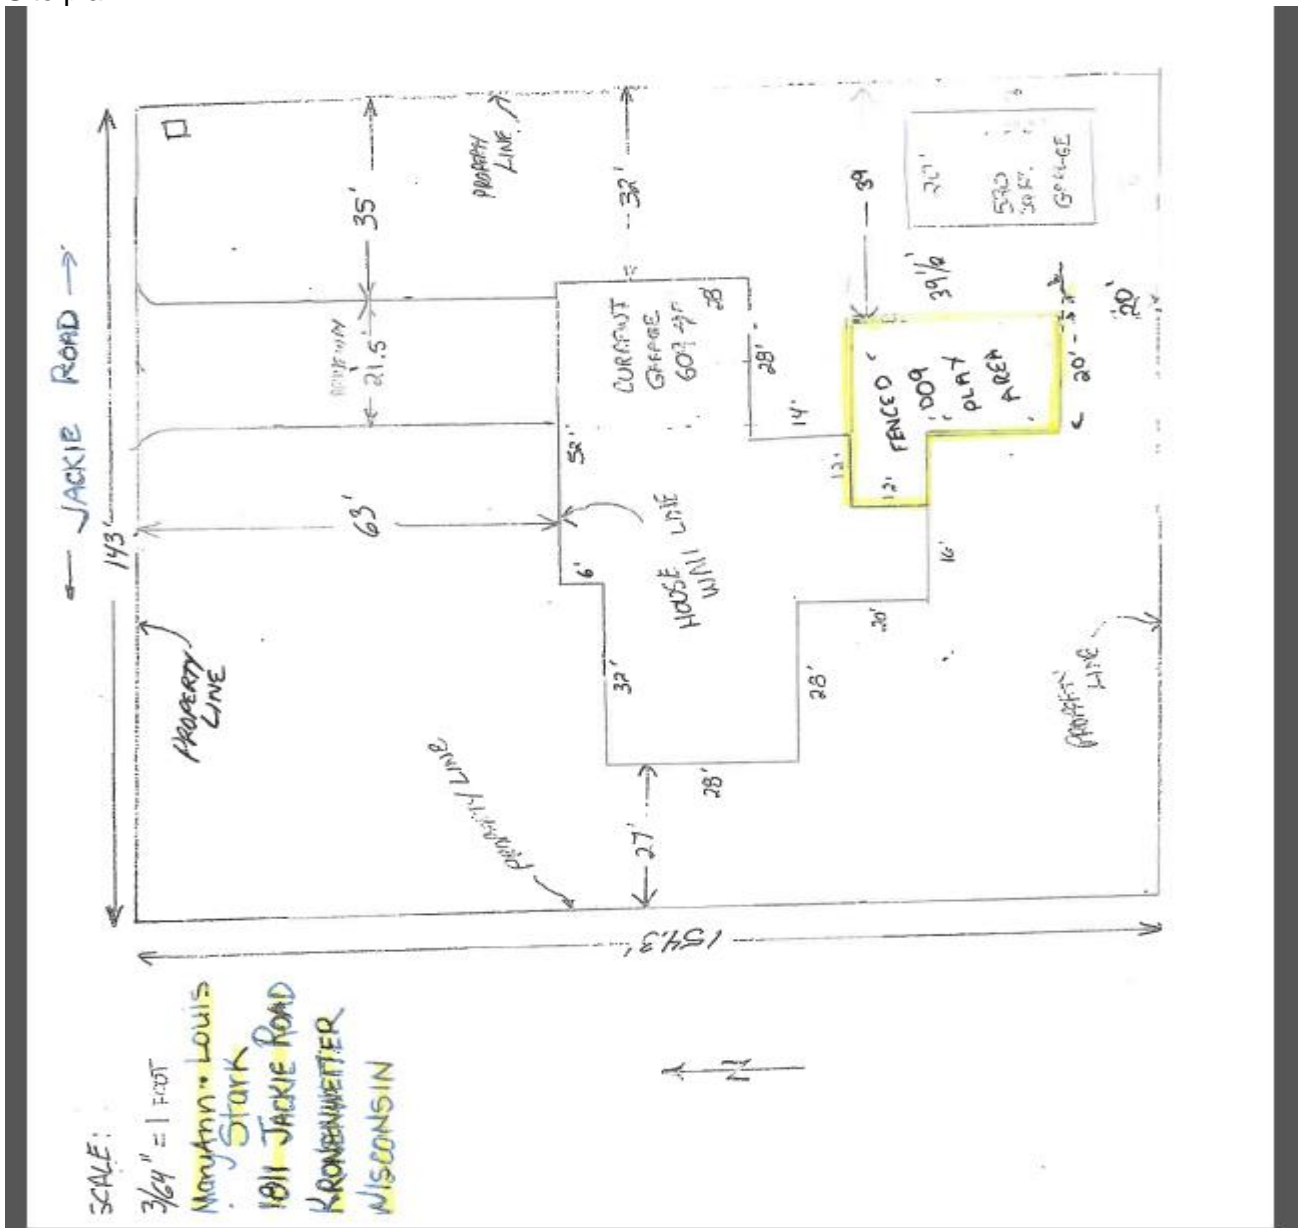 ← JACKIE ROAD →
143'
35'
PROPERTY
LINE
32'
39
20'
GARAGE
21.5'
CURRENT
GARAGE
28'
28'
39½'
20'
20'
FENCED
DOG
PLAY
AREA
14'
12'
12'
52'
63'
HOUSE
WALL LINE
6'
16'
20'
32'
28'
28'
PROPERTY
LINE
PROPERTY LINE
PROPERTY
LINE
27'
154.3'
N
SCALE:
3/64" = 1 FOOT
MaryAnn • Louis
Stark
1811 JACKIE ROAD
KRONENWETTER
WISCONSIN